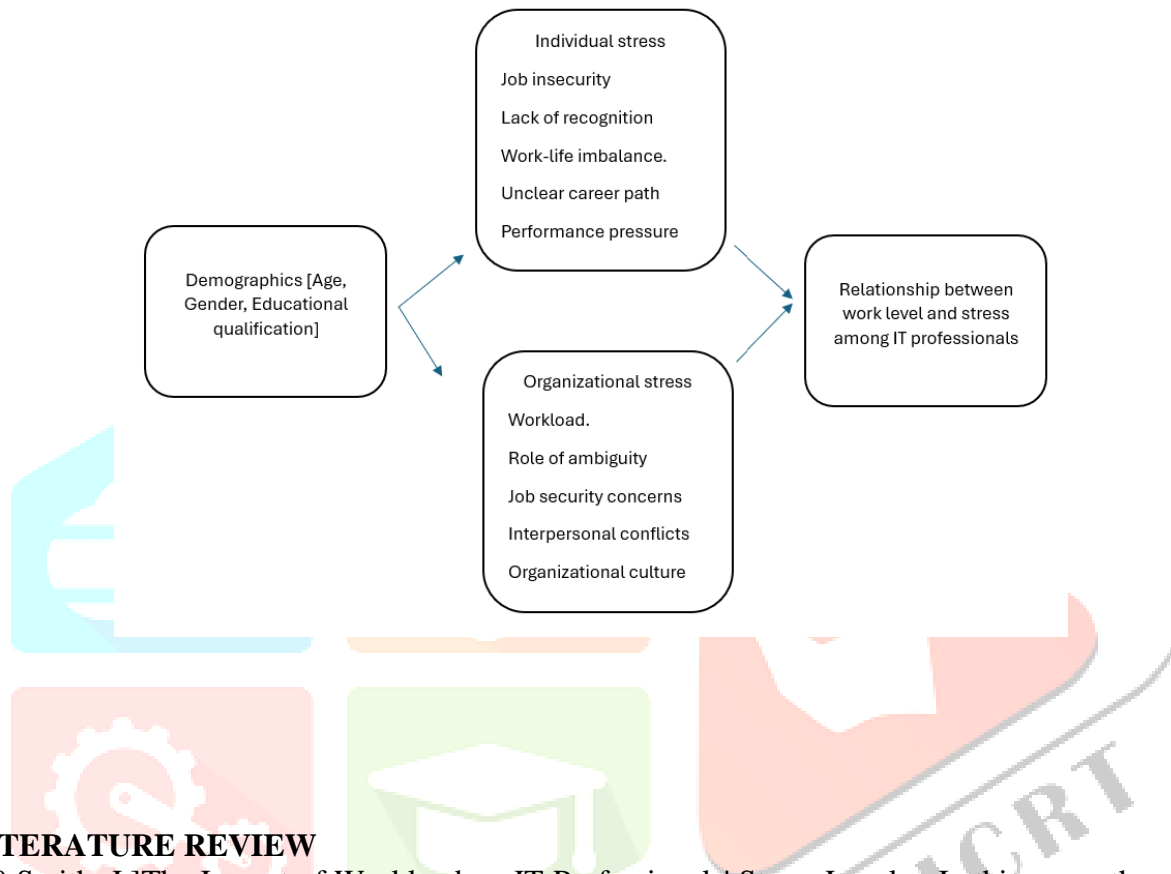 Individual stress
Job insecurity
Lack of recognition
Work-life imbalance.
Unclear career path
Performance pressure
Demographics [Age,
Gender, Educational
qualification]
Relationship between
work level and stress
among IT professionals
Organizational stress
Workload.
Role of ambiguity
Job security concerns
Interpersonal conflicts
Organizational culture
TERATURE REVIEW
CRT